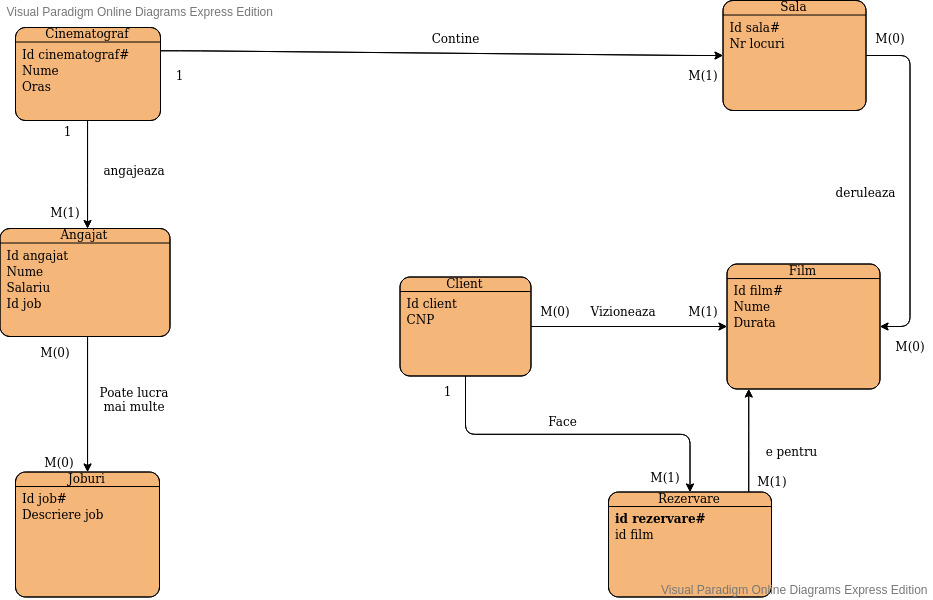 Visual Paradigm Online Diagrams Express Edition
Cinematograf
Id cinematograf#
Nume
Oras
Contine
1
M(1)
Sala
Id sala#
Nr locuri
M(0)
1
angajeaza
M(1)
deruleaza
Angajat
Id angajat
Nume
Salariu
Id job
Client
Id client
CNP
M(0)
Vizioneaza
M(1)
Film
Id film#
Nume
Durata
M(0)
M(0)
Poate lucra
mai multe
M(0)
1
Face
M(1)
e pentru
M(1)
Joburi
Id job#
Descriere job
Rezervare
id rezervare#
id film
Visual Paradigm Online Diagrams Express Edition